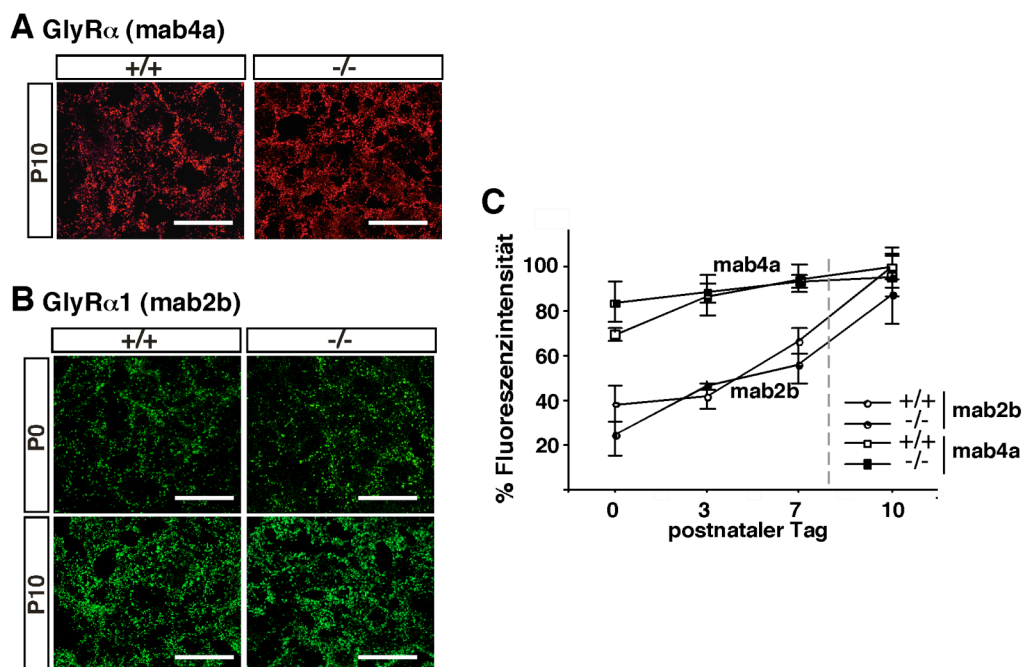 A GlyRα (mab4a)
+/+
-/-
P10
B GlyRα1 (mab2b)
+/+
-/-
P0
P10
C
% Fluoreszenzintensität
100
80
60
40
20
mab4a
mab2b
0
3
7
10
postnataler Tag
+/+
-/-
mab2b
+/+
-/-
mab4a